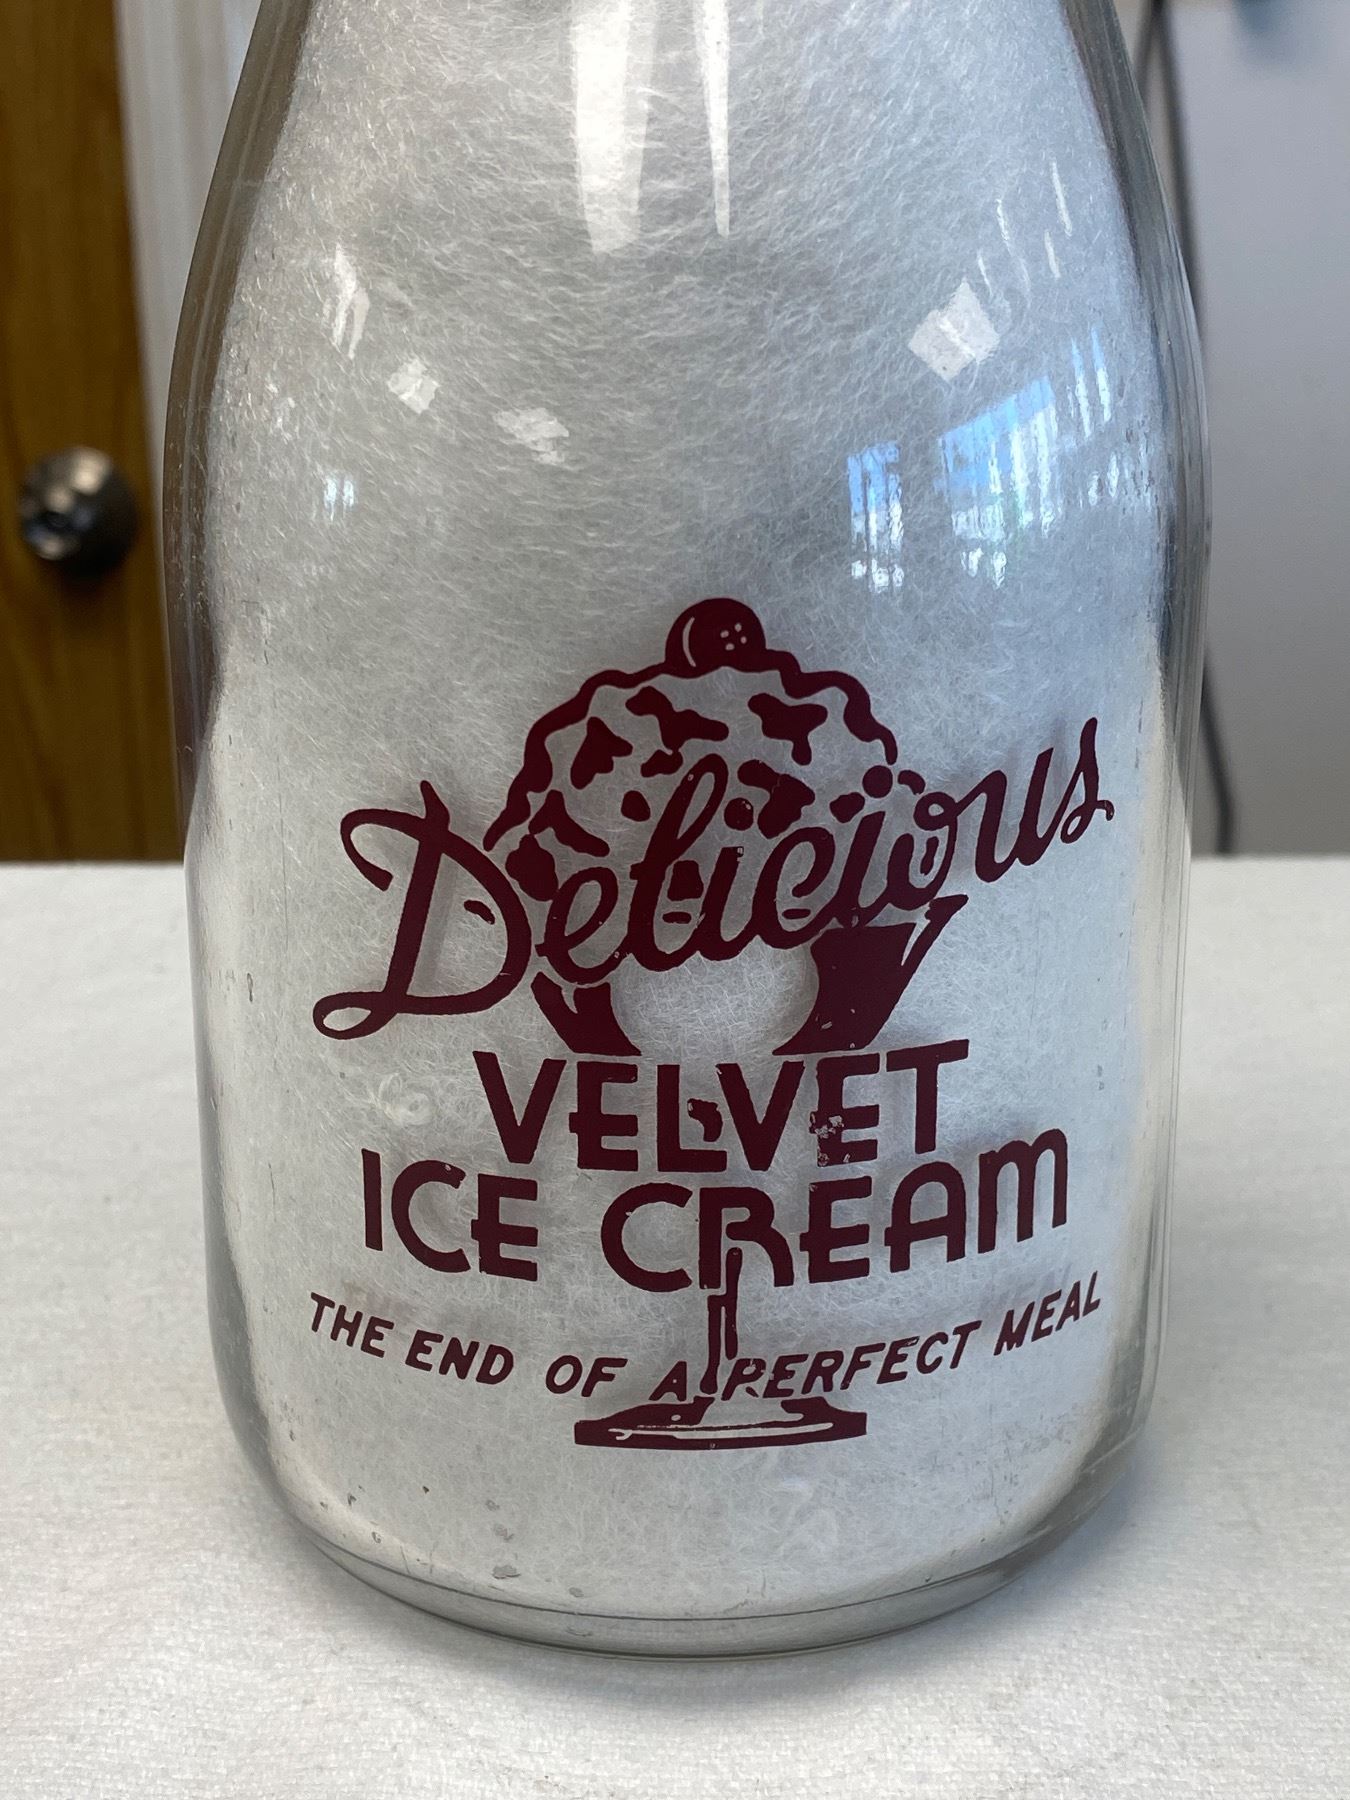 Delicious
VELVET
ICE CREAM
THE END OF A PERFECT MEAL